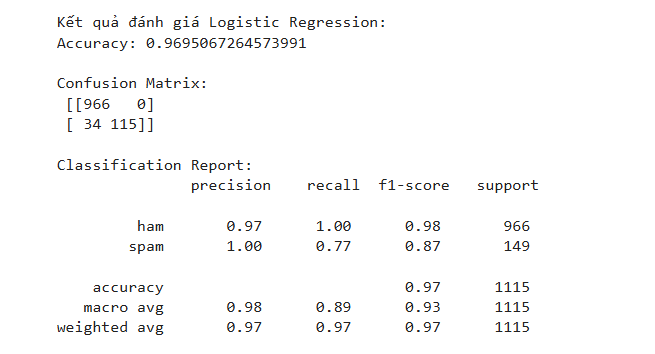 Kết quả đánh giá Logistic Regression:
Accuracy: 0.9695067264573991
Confusion Matrix:
[[966   0]
[ 34 115]]
Classification Report:
precision    recall  f1-score   support
ham       0.97      1.00      0.98       966
spam       1.00      0.77      0.87       149
accuracy                           0.97      1115
macro avg       0.98      0.89      0.93      1115
weighted avg       0.97      0.97      0.97      1115